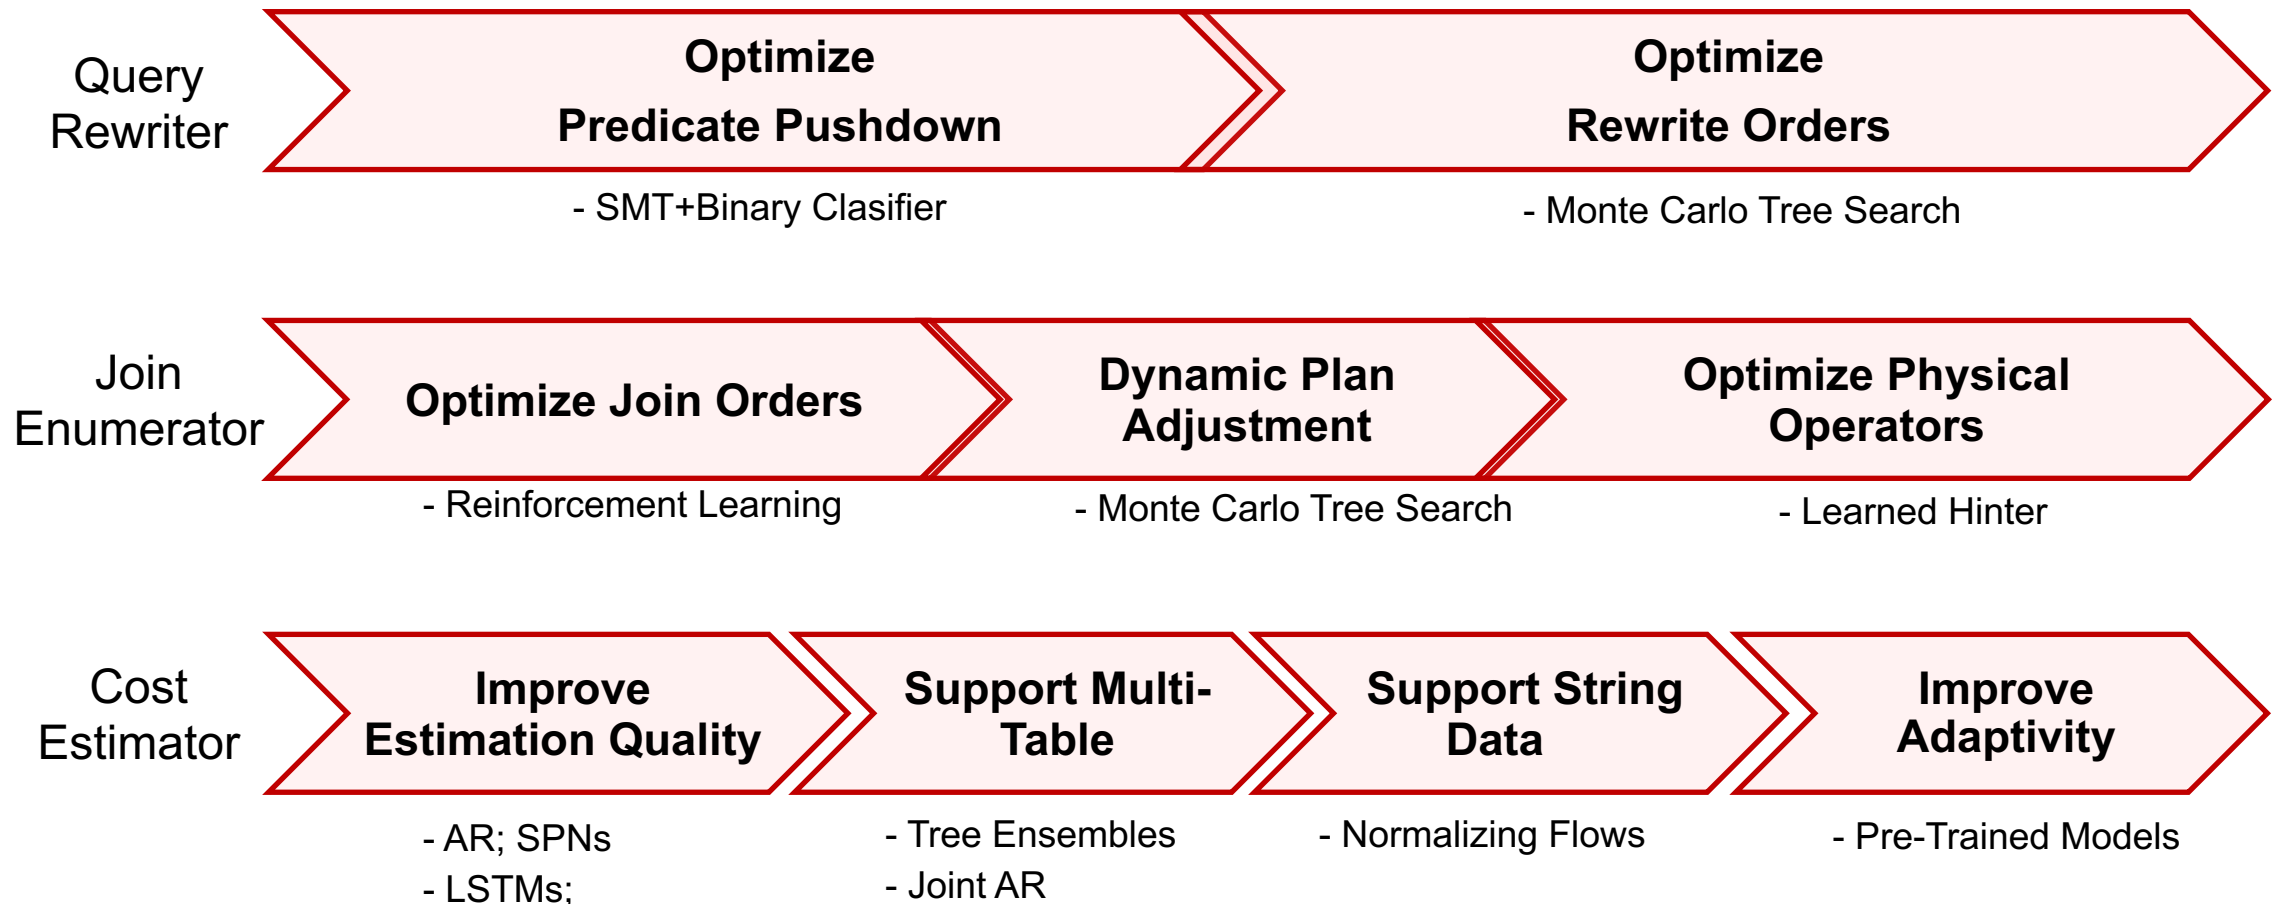 Query
Rewriter
Optimize
Predicate Pushdown
Optimize
Rewrite Orders
- SMT+Binary Clasifier
- Monte Carlo Tree Search
Join
Enumerator
Optimize Join Orders
Dynamic Plan
Adjustment
Optimize Physical
Operators
- Reinforcement Learning
- Monte Carlo Tree Search
- Learned Hinter
Cost
Estimator
Improve
Estimation Quality
Support Multi-
Table
Support String
Data
Improve
Adaptivity
- AR; SPNs
- LSTMs;
- Tree Ensembles
- Joint AR
- Normalizing Flows
- Pre-Trained Models